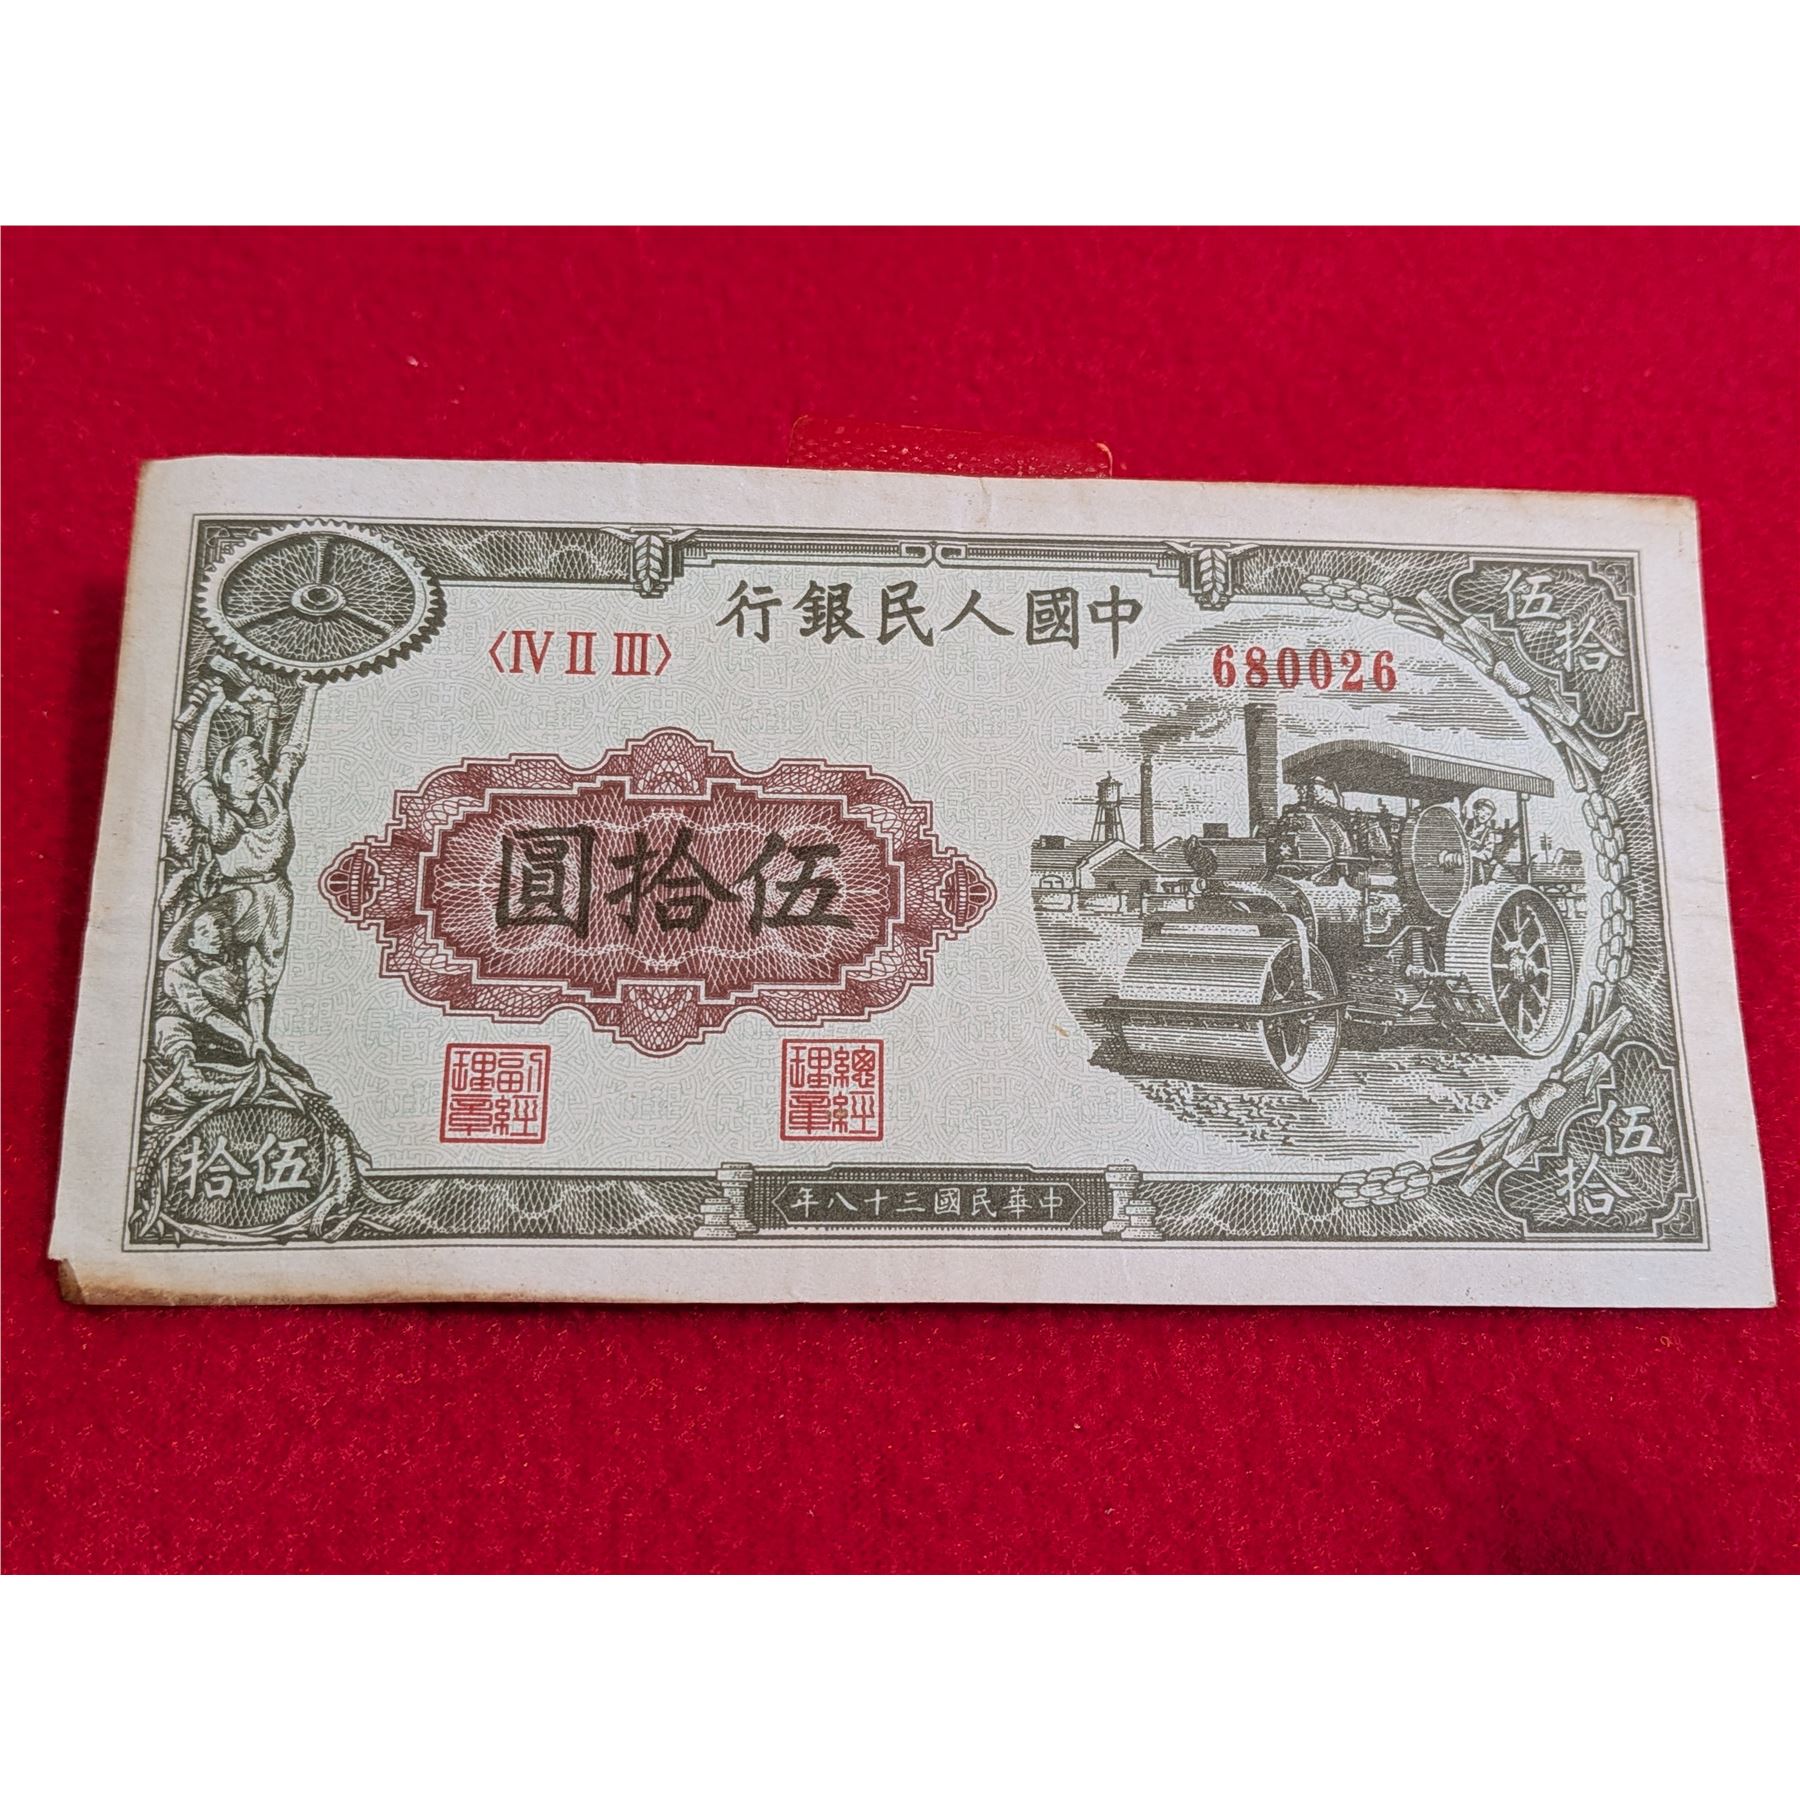 中國人民銀行
〈Ⅳ Ⅱ Ⅲ〉
680026
伍拾
伍拾圓
副經理章
總經理章
伍拾
伍拾
中華民國三十八年